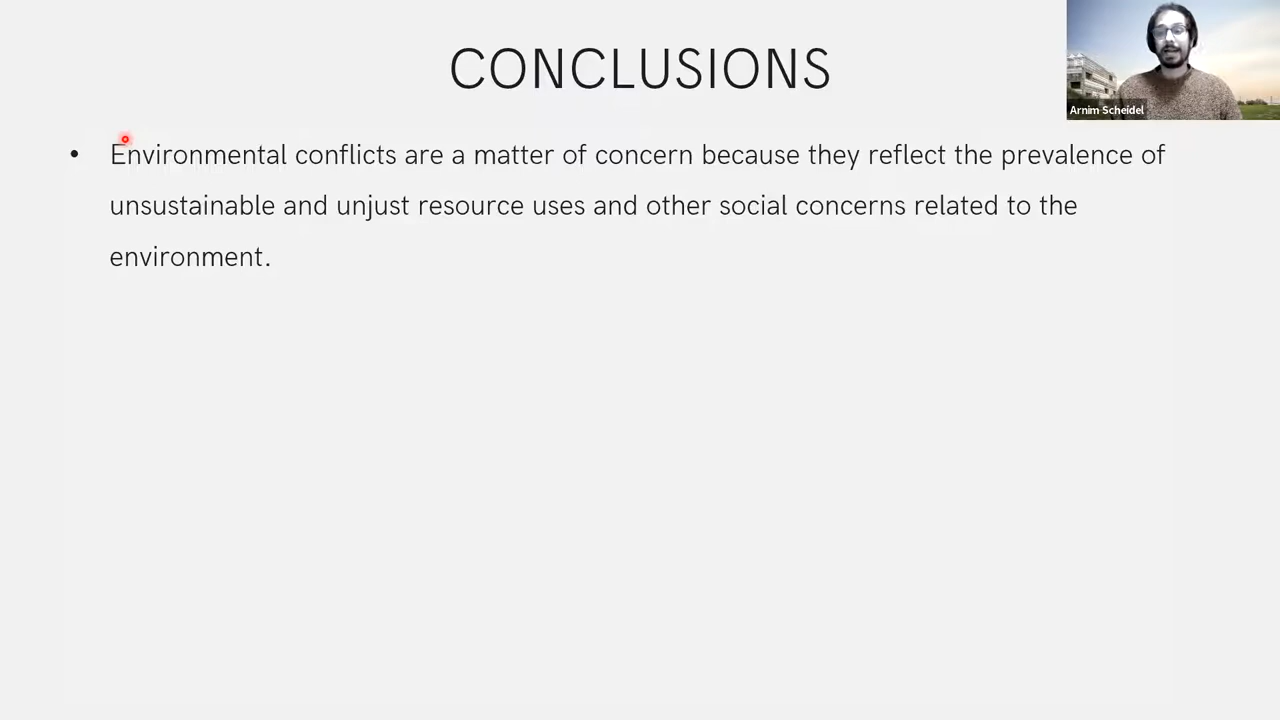 CONCLUSIONS
Arnim Scheidel
• Environmental conflicts are a matter of concern because they reflect the prevalence of
unsustainable and unjust resource uses and other social concerns related to the
environment.